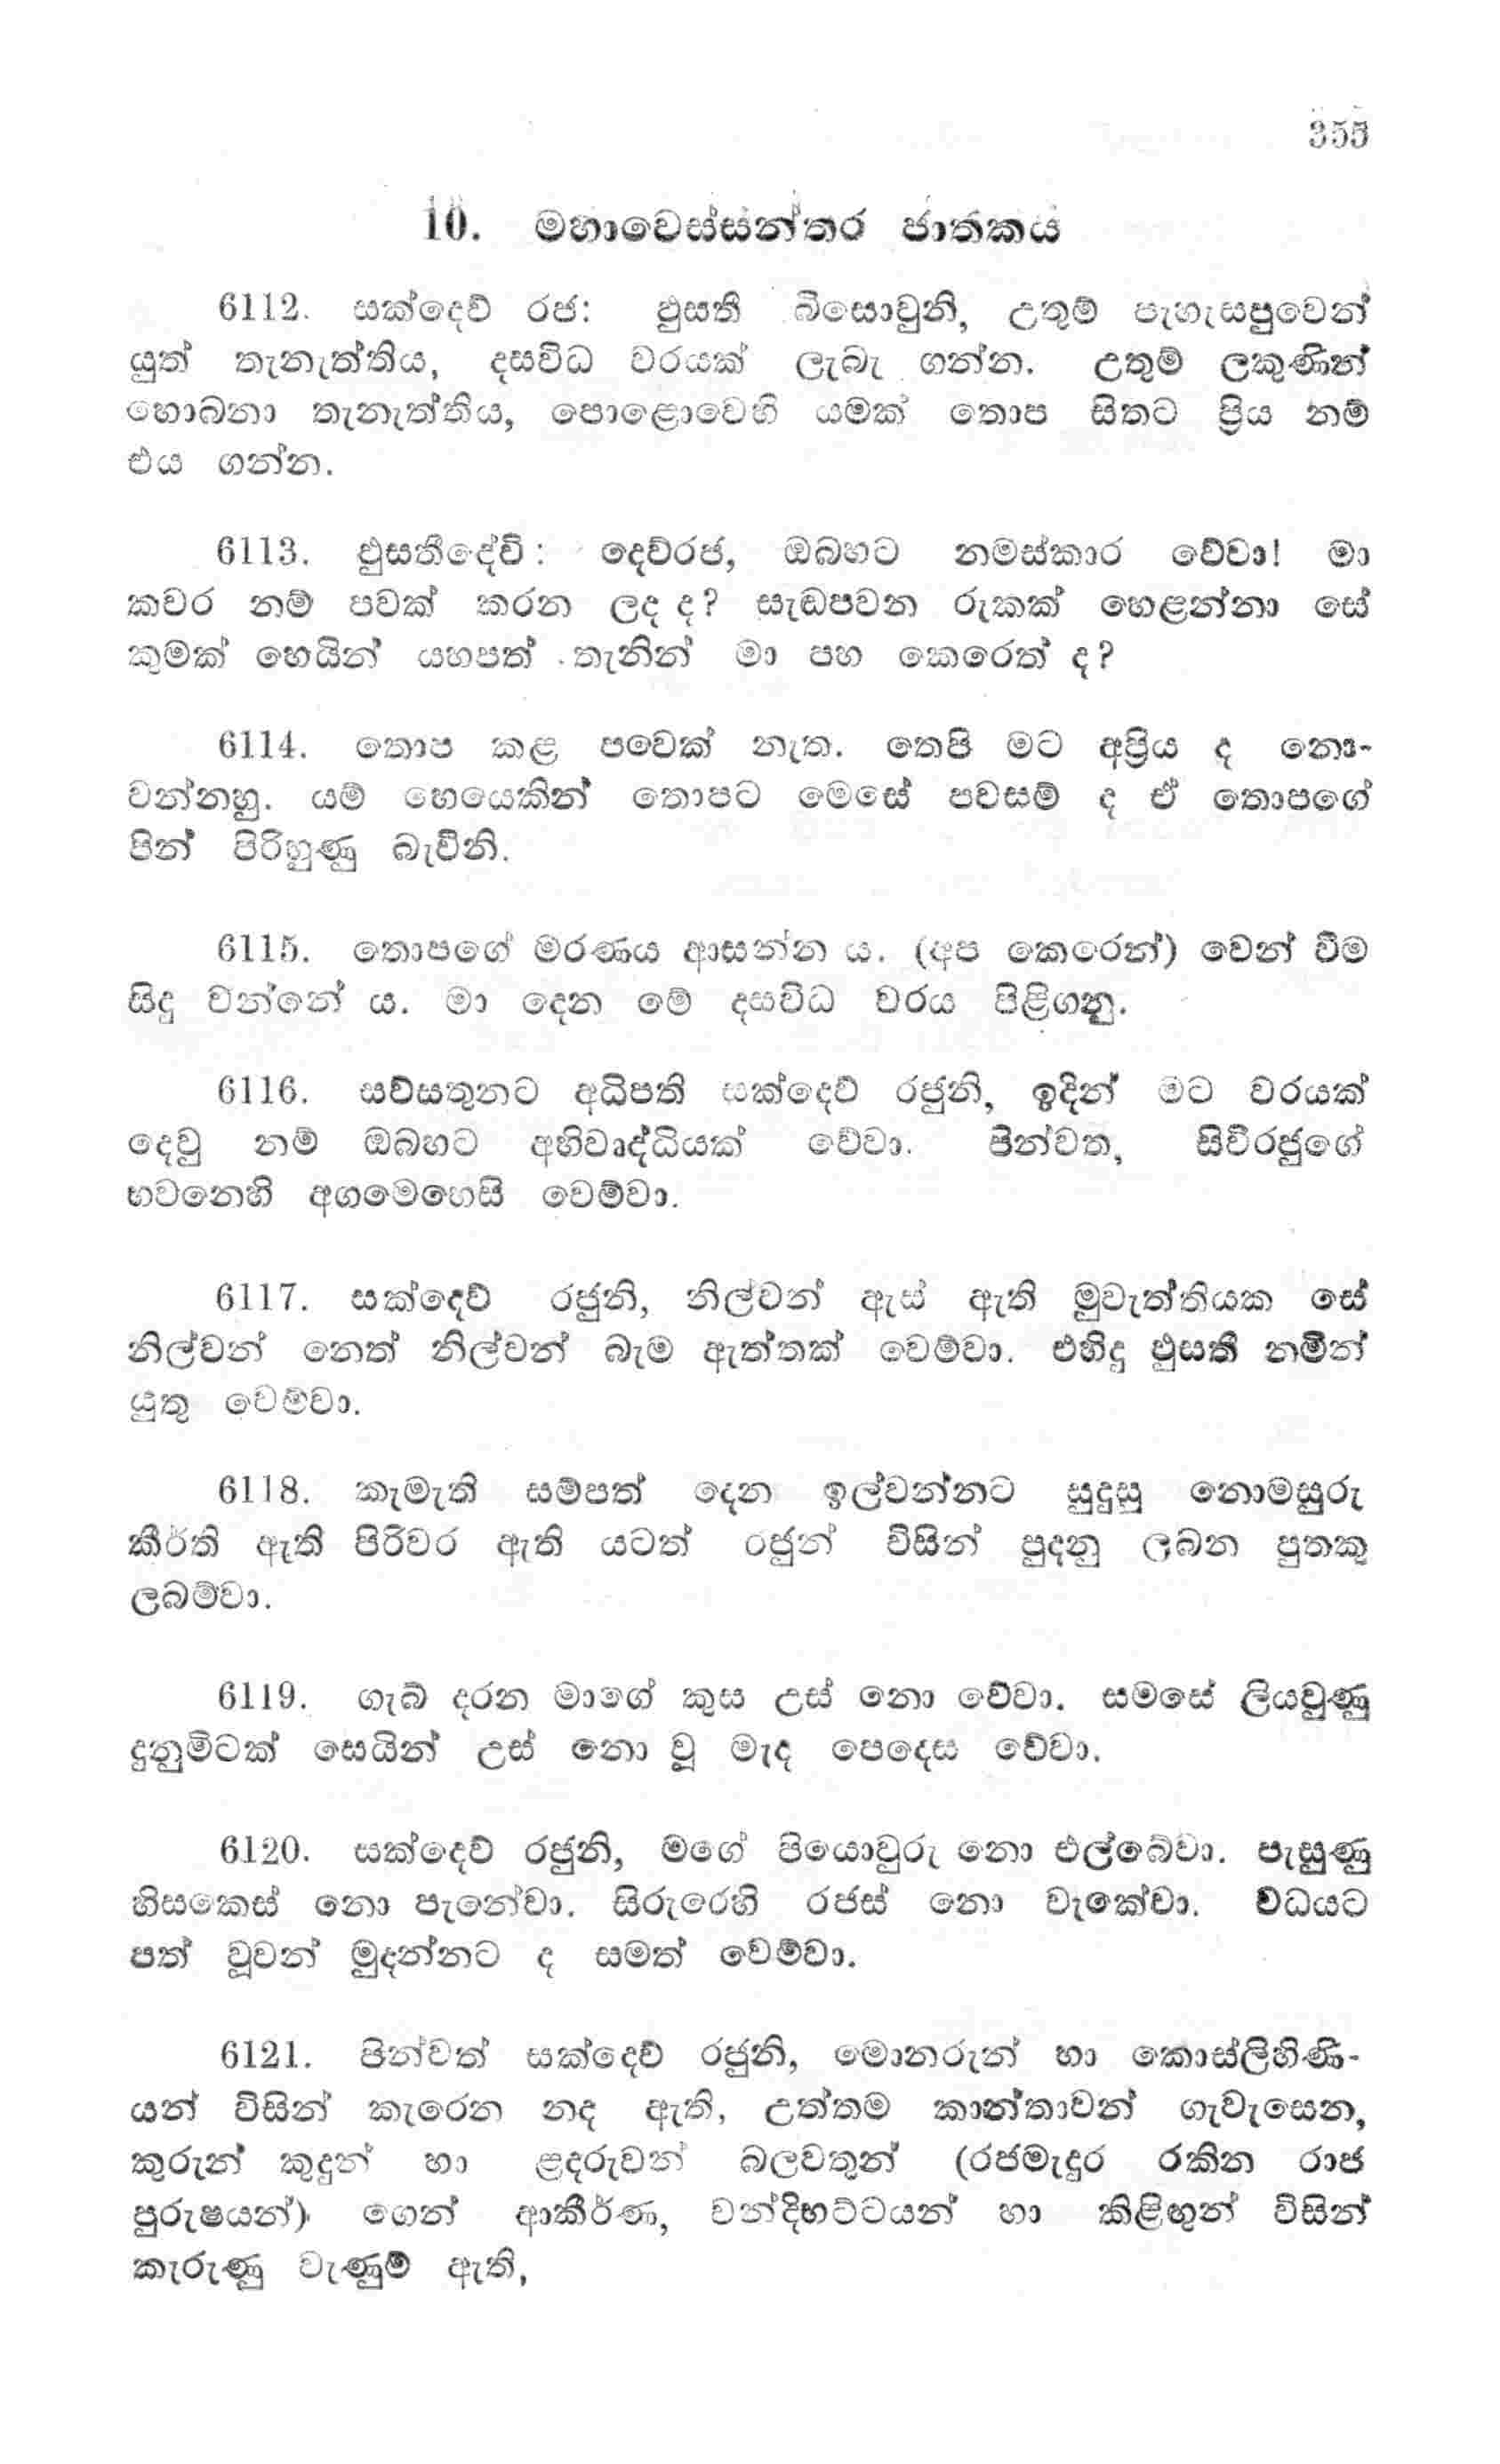 355
10. මහාවෙස්සන්තර ජාතකය
6112. සක්දෙව් රජ: ඵුසතී බිසොවුනි, උතුම් පැහැසපුවෙන්
යුත් තැනැත්තිය, දසවිධ වරයක් ලැබැ ගන්න. උතුම් ලකුණින්
හොබනා තැනැත්තිය, පොළොවෙහි යමක් තොප සිතට ප්‍රිය නම්
එය ගන්න.
6113. ඵුසතීදේවි: දෙව්රජ, ඔබහට නමස්කාර වේවා! මා
කවර නම් පවක් කරන ලද ද? සැඬපවන රුකක් හෙළන්නා සේ
කුමක් හෙයින් යහපත් තැනින් මා පහ කෙරෙත් ද?
6114. තොප කළ පවෙක් නැත. තෙපි මට අප්‍රිය ද නො-
වන්නහු. යම් හෙයෙකින් තොපට මෙසේ පවසම් ද ඒ තොපගේ
පින් පිරිහුණු බැවිනි.
6115. තොපගේ මරණය ආසන්න ය. (අප කෙරෙන්) වෙන් වීම
සිදු වන්නේ ය. මා දෙන මේ දසවිධ වරය පිළිගනු.
6116. සව්සතුනට අධිපති සක්දෙව් රජුනි, ඉදින් මට වරයක්
දෙවු නම් ඔබහට අභිවෘද්ධියක් වේවා. පින්වත, සිවිරජුගේ
භවනෙහි අගමෙහෙසි වෙම්වා.
6117. සක්දෙව් රජුනි, නිල්වන් ඇස් ඇති මුවැත්තියක සේ
නිල්වන් නෙත් නිල්වන් බැම ඇත්තක් වෙම්වා. එහිදු ඵුසතී නමින්
යුතු වෙම්වා.
6118. කැමැති සම්පත් දෙන ඉල්වන්නට සුදුසු නොමසුරු
කීර්ති ඇති පිරිවර ඇති යටත් රජුන් විසින් පුදනු ලබන පුතකු
ලබම්වා.
6119. ගැබ් දරන මාගේ කුස උස් නො වේවා. සමසේ ලියවුණු
දුනුමිටක් සෙයින් උස් නො වූ මැද පෙදෙස වේවා.
6120. සක්දෙව් රජුනි, මගේ පියොවුරු නො එල්බේවා. පැසුණු
හිසකෙස් නො පැනේවා. සිරුරෙහි රජස් නො වැකේවා. වධයට
පත් වූවන් මුදන්නට ද සමත් වෙම්වා.
6121. පින්වත් සක්දෙව් රජුනි, මොනරුන් හා කොස්ලිහිණි-
යන් විසින් කැරෙන නද ඇති, උත්තම කාන්තාවන් ගැවැසෙන,
කුරුන් කුදුන් හා ළදරුවන් බලවතුන් (රජමැදුර රකින රාජ
පුරුෂයන්) ගෙන් ආකීර්ණ, වන්දිභට්ටයන් හා කිළිඟුන් විසින්
කැරුණු වැණුම් ඇති,